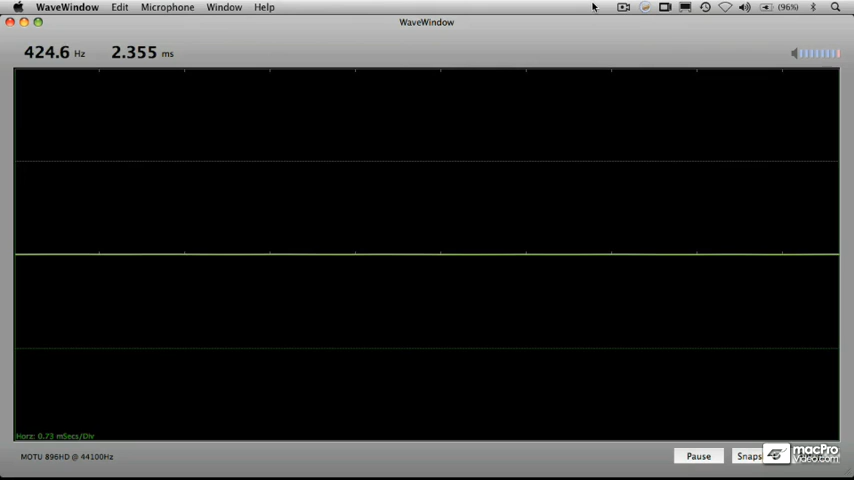 WaveWindow Edit Microphone Window Help (96%)
WaveWindow
424.6 Hz 2.355 ms
Horz: 0.73 mSecs/Div
MOTU 896HD @ 44100Hz
Pause
Snaps
macPro
video.com